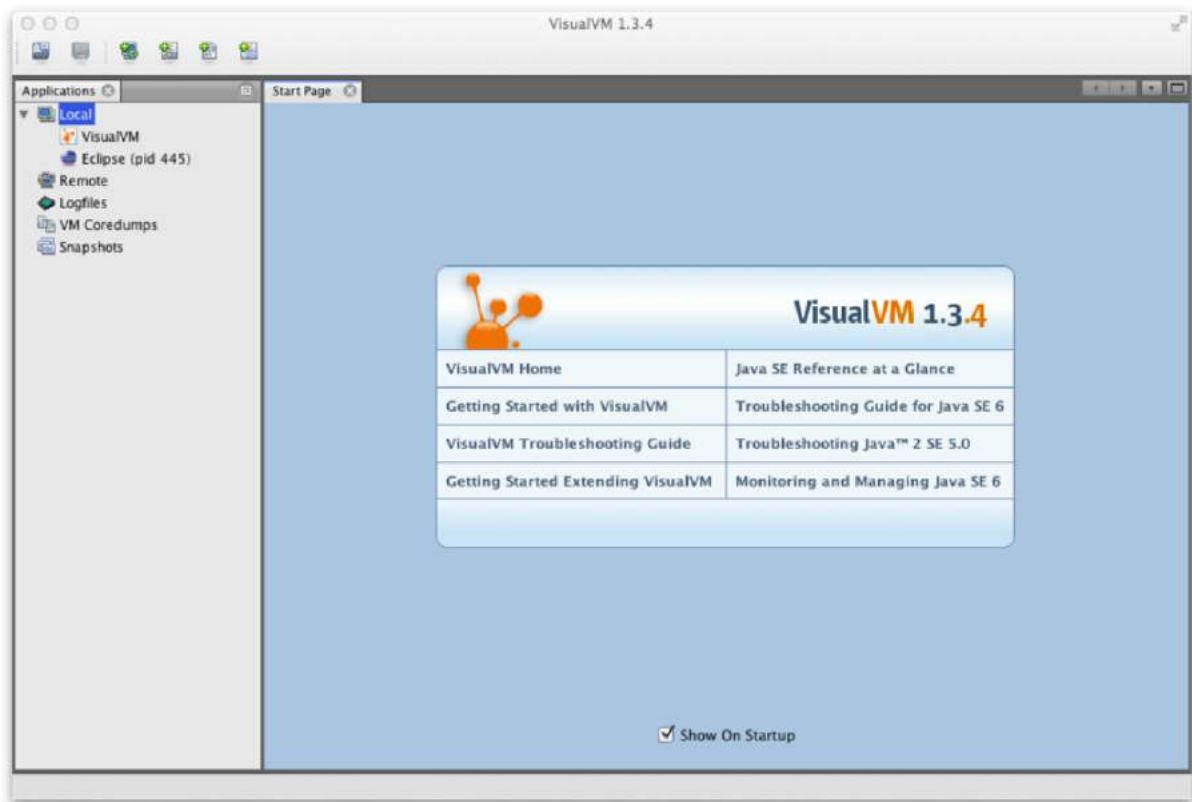 VisualVM 1.3.4
Applications
Start Page
Local
VisualVM
Eclipse (pid 445)
Remote
Logfiles
VM Coredumps
Snapshots
VisualVM 1.3.4
VisualVM Home
Java SE Reference at a Glance
Getting Started with VisualVM
Troubleshooting Guide for Java SE 6
VisualVM Troubleshooting Guide
Troubleshooting Java™ 2 SE 5.0
Getting Started Extending VisualVM
Monitoring and Managing Java SE 6
Show On Startup